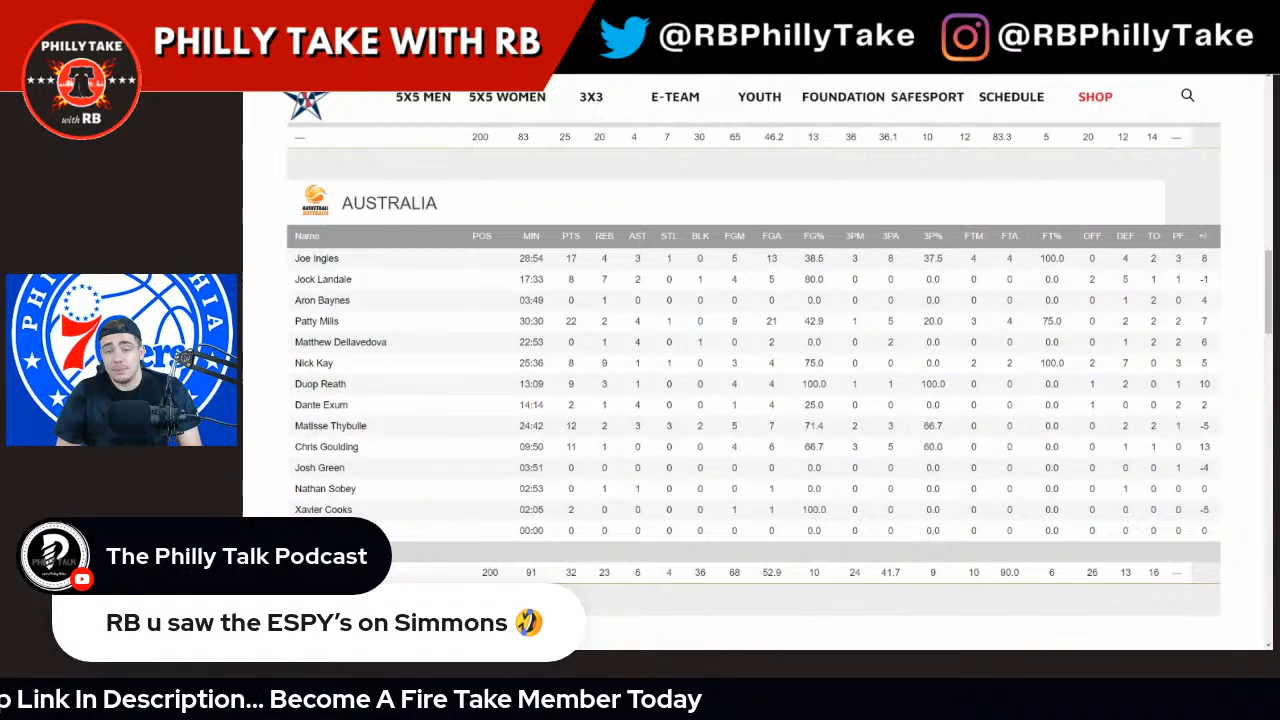 PHILLY TAKE
with RB
PHILLY TAKE WITH RB
@RBPhillyTake
@RBPhillyTake
5X5 MEN 5X5 WOMEN 3X3 E-TEAM YOUTH FOUNDATION SAFESPORT SCHEDULE SHOP
— 200 83 25 20 4 7 30 65 46.2 13 36 36.1 10 12 83.3 5 20 12 14 —
BASKETBALL
AUSTRALIA
AUSTRALIA
Name POS MIN PTS REB AST STL BLK FGM FGA FG% 3PM 3PA 3P% FTM FTA FT% OFF DEF TO PF +/-
Joe Ingles 28:54 17 4 3 1 0 5 13 38.5 3 8 37.5 4 4 100.0 0 4 2 3 8
Jock Landale 17:33 8 7 2 0 1 4 5 80.0 0 0 0.0 0 0 0.0 2 5 1 1 -1
Aron Baynes 03:49 0 1 0 0 0 0 0 0.0 0 0 0.0 0 0 0.0 0 1 2 0 4
Patty Mills 30:30 22 2 4 1 0 9 21 42.9 1 5 20.0 3 4 75.0 0 2 2 2 7
Matthew Dellavedova 22:53 0 1 4 0 1 0 2 0.0 0 2 0.0 0 0 0.0 0 1 2 2 6
Nick Kay 25:36 8 9 1 1 0 3 4 75.0 0 0 0.0 2 2 100.0 2 7 0 3 5
Duop Reath 13:09 9 3 1 0 0 4 4 100.0 1 1 100.0 0 0 0.0 1 2 0 1 10
Dante Exum 14:14 2 1 4 0 0 1 4 25.0 0 0 0.0 0 0 0.0 1 0 0 2 2
Matisse Thybulle 24:42 12 2 3 3 2 5 7 71.4 2 3 66.7 0 0 0.0 0 2 2 1 -5
Chris Goulding 09:50 11 1 0 0 0 4 6 66.7 3 5 60.0 0 0 0.0 0 1 1 0 13
Josh Green 03:51 0 0 0 0 0 0 0 0.0 0 0 0.0 0 0 0.0 0 0 0 1 -4
Nathan Sobey 02:53 0 1 1 0 0 0 1 0.0 0 0 0.0 0 0 0.0 0 1 0 0 0
Xavier Cooks 02:05 2 0 0 0 0 1 1 100.0 0 0 0.0 0 0 0.0 0 0 0 0 -5
00:00 0 0 0 0 0 0 0 0.0 0 0 0.0 0 0 0.0 0 0 0 0 0
200 91 32 23 6 4 36 68 52.9 10 24 41.7 9 10 90.0 6 26 13 16 —
PHILADELPHIA
76ers
PHILLY TALK
The Philly Talk Podcast
RB u saw the ESPY’s on Simmons 🤣
p Link In Description... Become A Fire Take Member Today